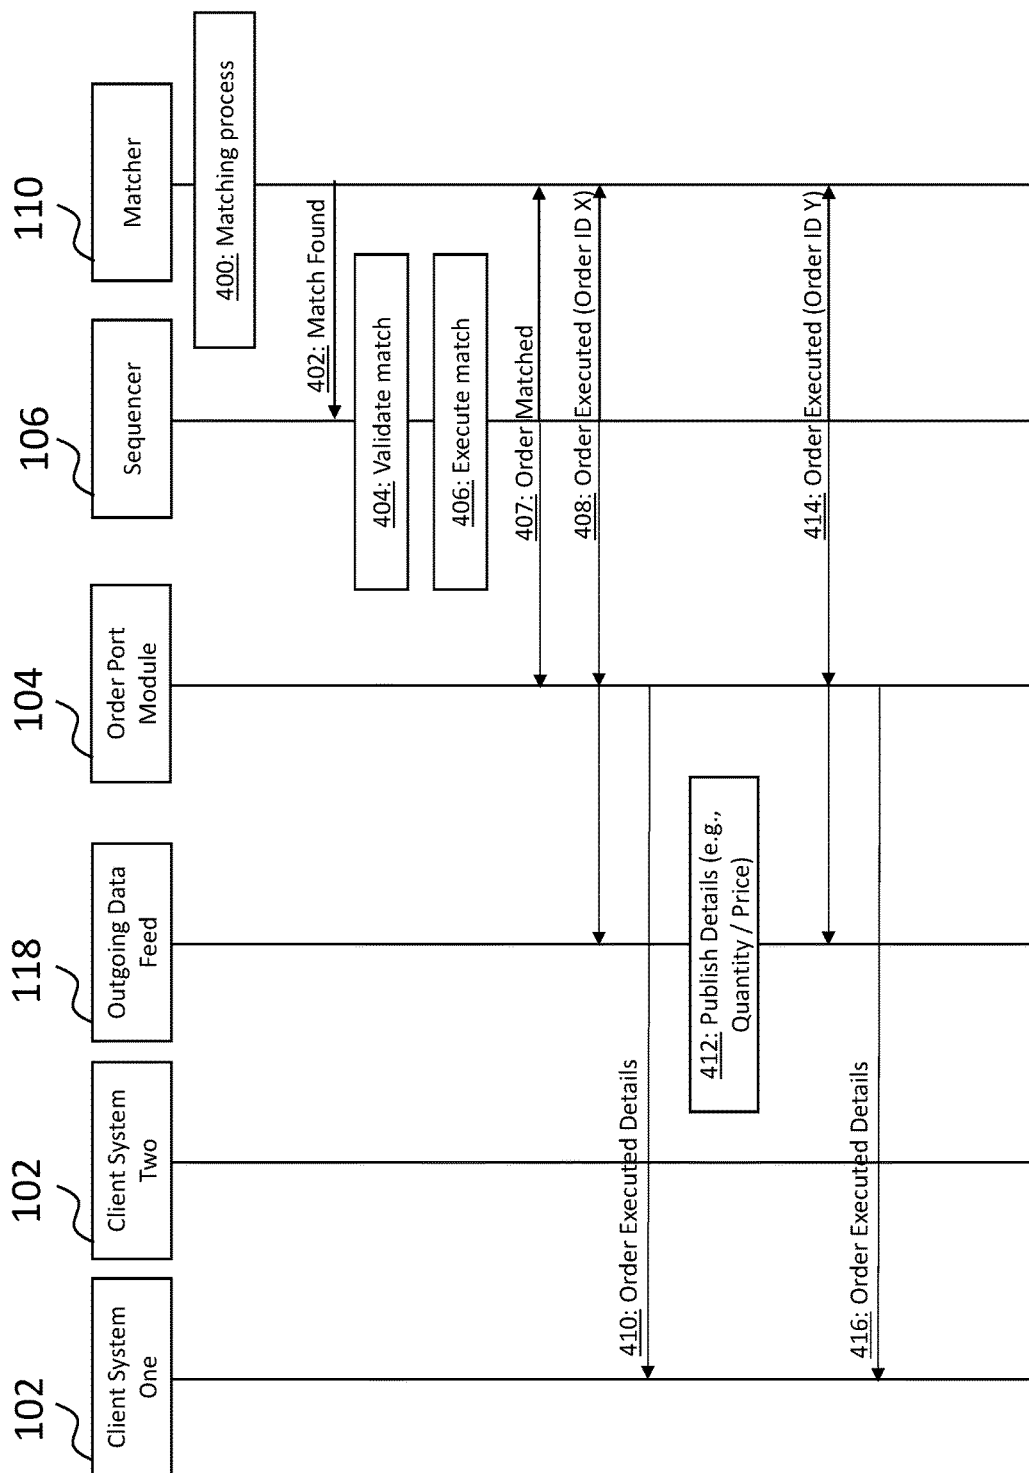 102
102
118
104
106
110
Client System
One
Client System
Two
Outgoing Data
Feed
Order Port
Module
Sequencer
Matcher
400: Matching process
402: Match Found
404: Validate match
406: Execute match
407: Order Matched
408: Order Executed (Order ID X)
410: Order Executed Details
412: Publish Details (e.g.,
Quantity / Price)
414: Order Executed (Order ID Y)
416: Order Executed Details